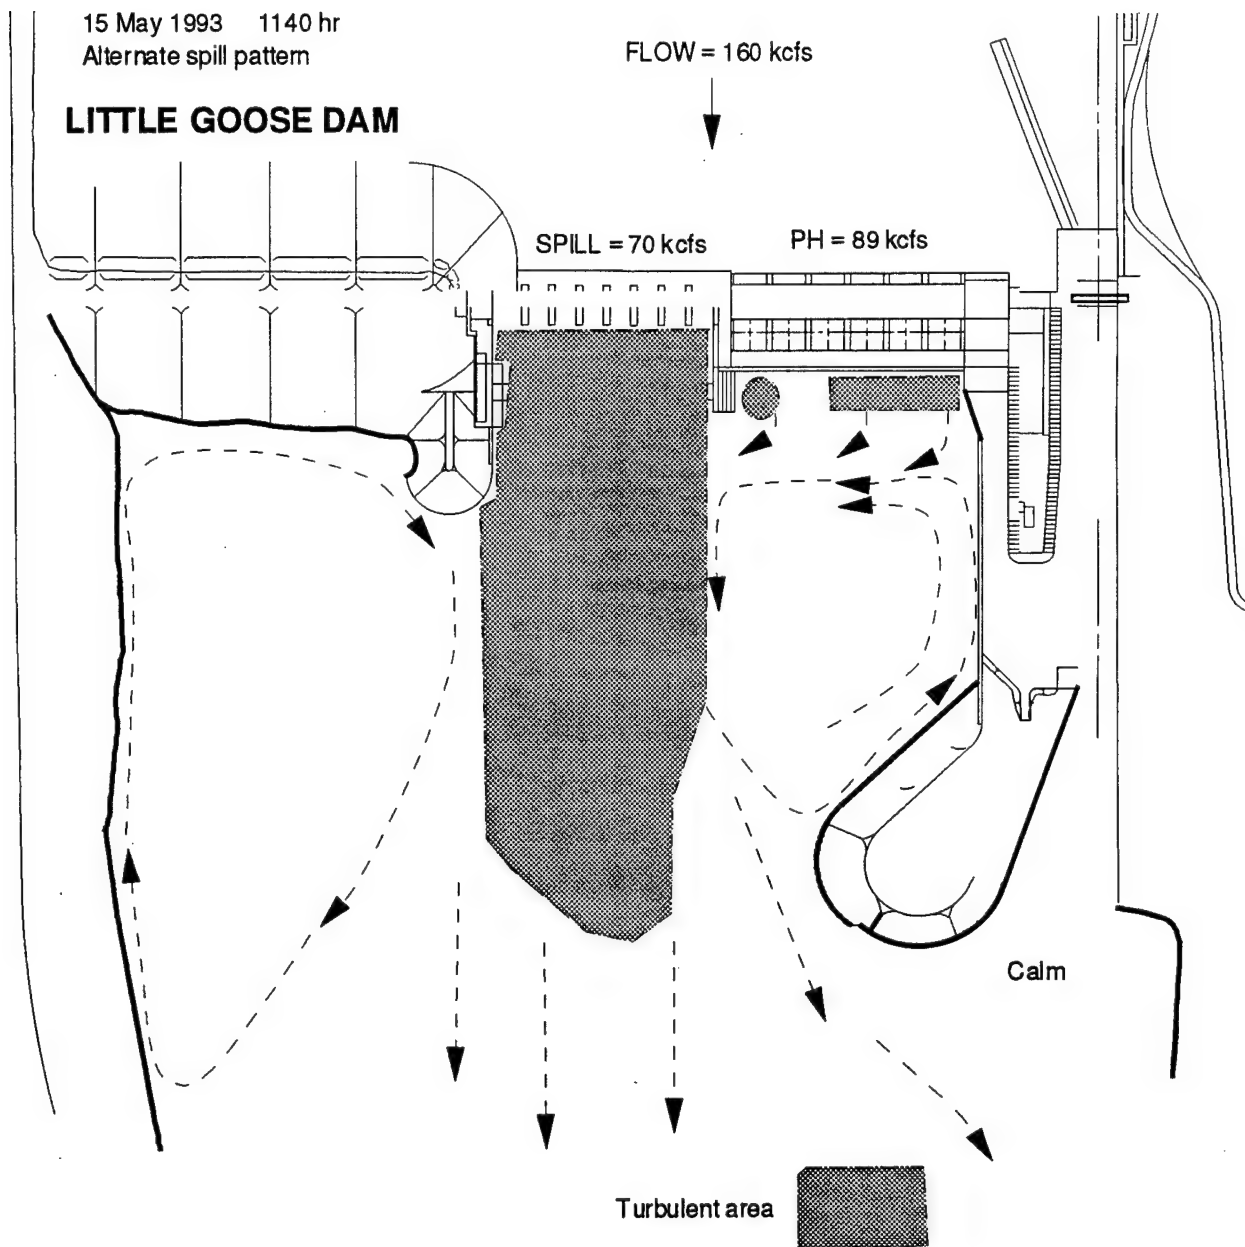 15 May 1993 1140 hr
Alternate spill pattern
LITTLE GOOSE DAM
FLOW = 160 kcfs
SPILL = 70 kcfs
PH = 89 kcfs
Calm
Turbulent area